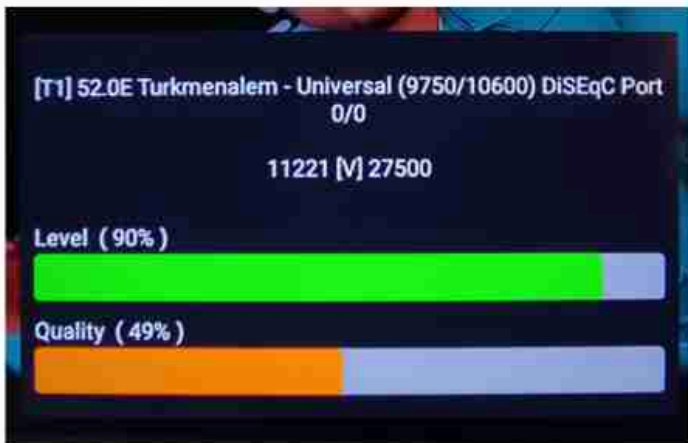 [T1] 52.0E Turkmenalem - Universal (9750/10600) DiSEqC Port
0/0
11221 [V] 27500
Level ( 90% )
Quality ( 49% )